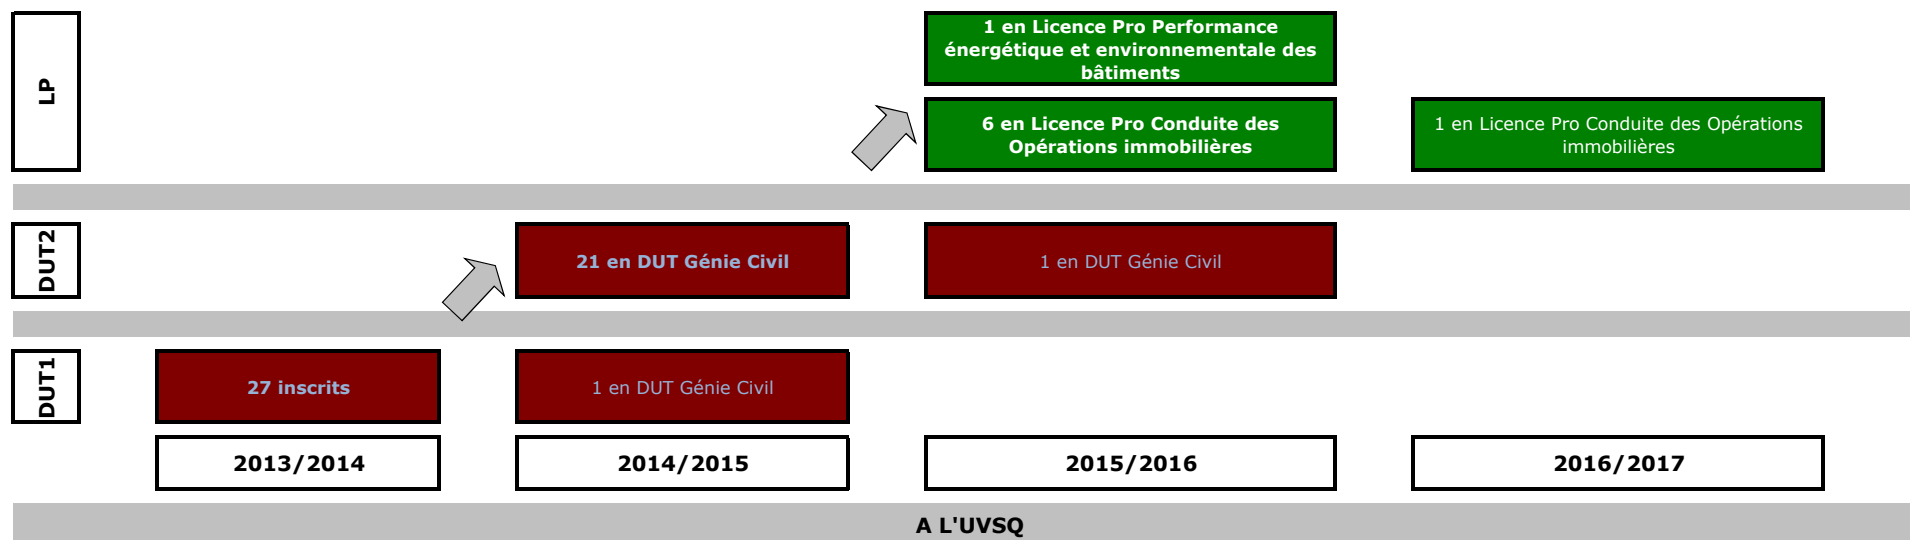 LP
1 en Licence Pro Performance
énergétique et environnementale des
bâtiments
6 en Licence Pro Conduite des
Opérations immobilières
1 en Licence Pro Conduite des Opérations
immobilières
DUT2
21 en DUT Génie Civil
1 en DUT Génie Civil
DUT1
27 inscrits
1 en DUT Génie Civil
2013/2014
2014/2015
2015/2016
2016/2017
A L'UVSQ